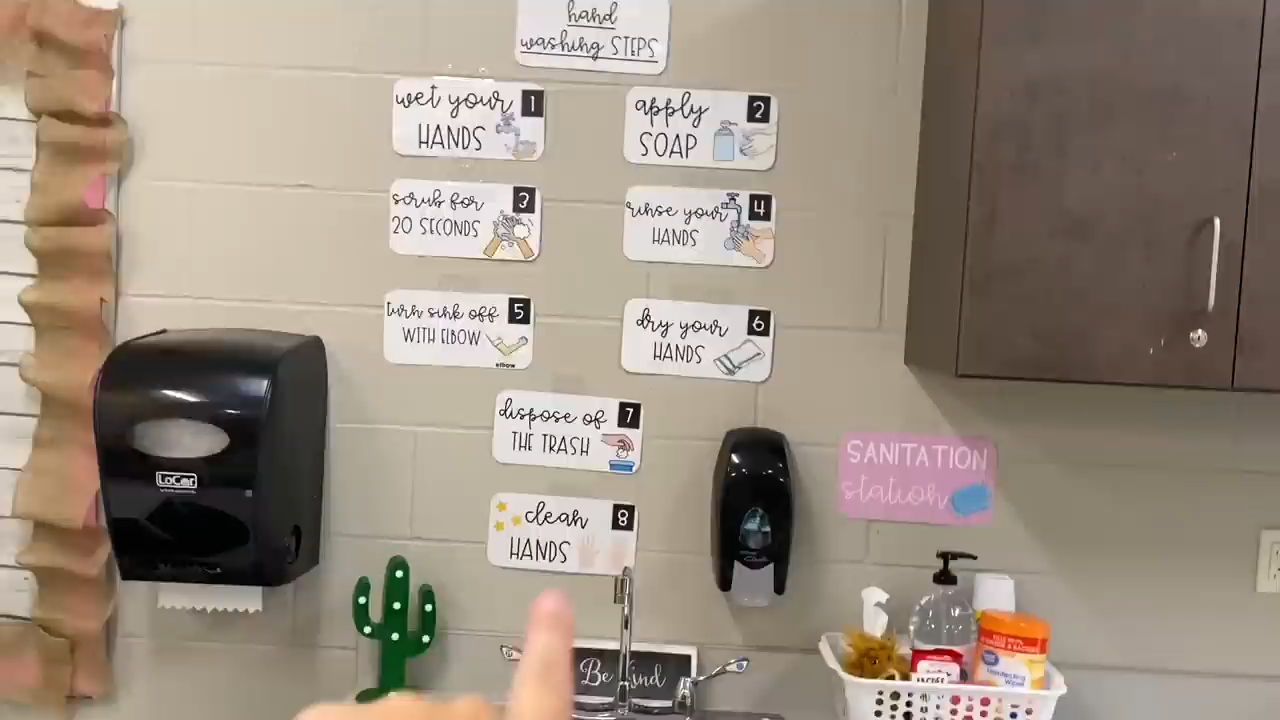 hand
washing STEPS
wet your 1
HANDS
apply 2
SOAP
scrub for 3
20 SECONDS
rinse your 4
HANDS
turn sink off 5
WITH ELBOW
elbow
dry your 6
HANDS
dispose of 7
THE TRASH
clean 8
HANDS
LoCor
SANITATION
station
Be Kind